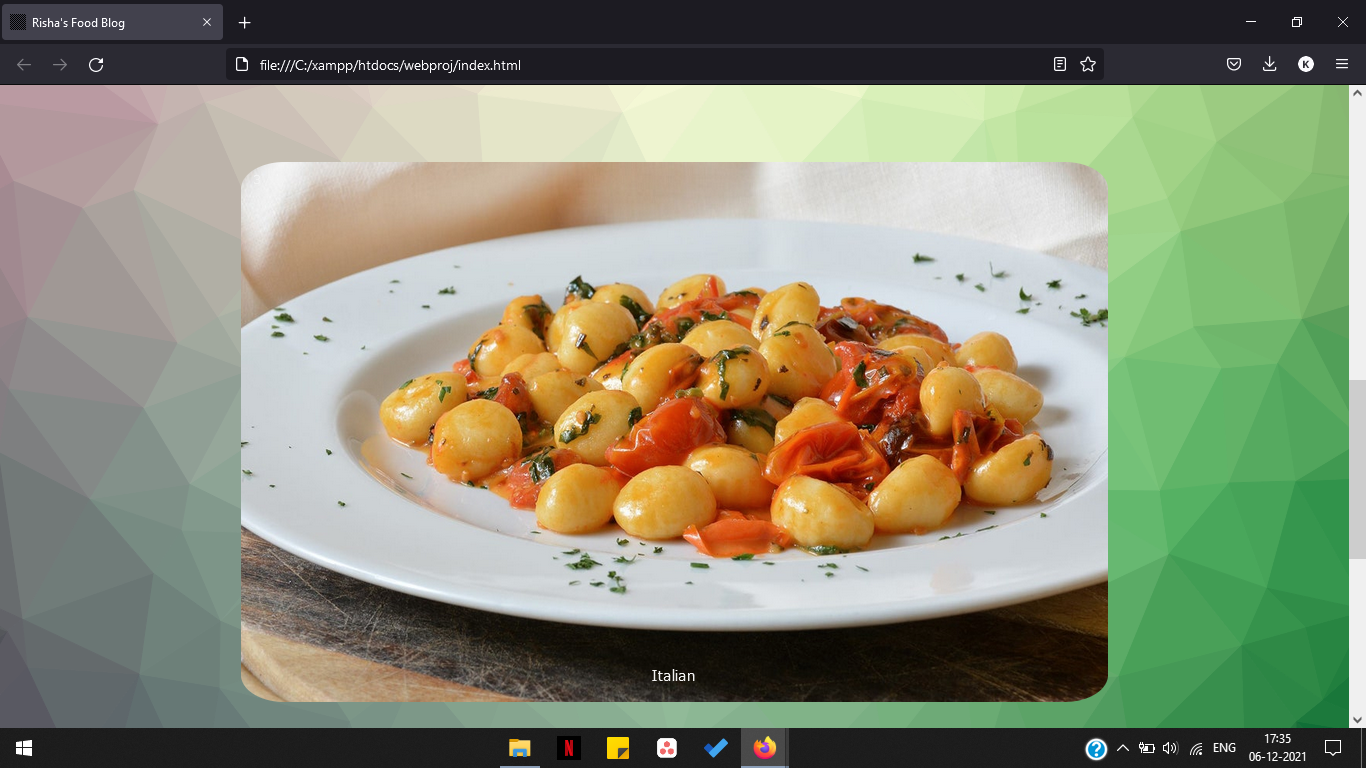 Risha's Food Blog
file:///C:/xampp/htdocs/webproj/index.html
K
Italian
N
?
ENG
17:35
06-12-2021